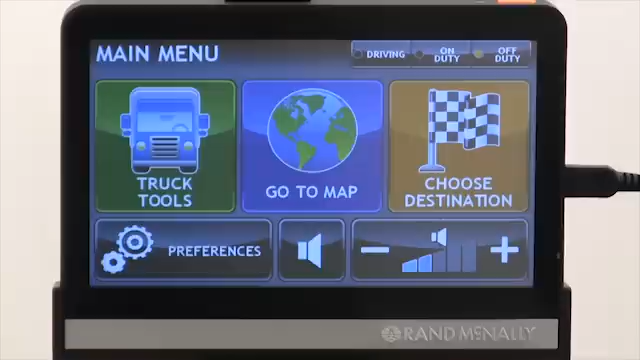 MAIN MENU
DRIVING
ON DUTY
OFF DUTY
TRUCK TOOLS
GO TO MAP
CHOOSE DESTINATION
PREFERENCES
RAND MCNALLY